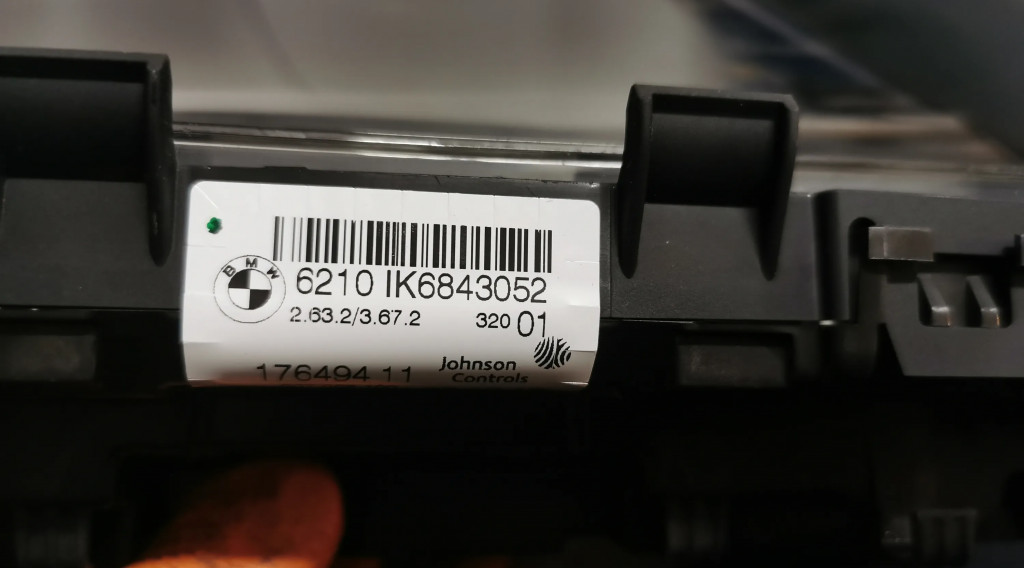 BMW
6210 IK6843052
2.63.2/3.67.2 320 01
176494 11 Johnson
Controls